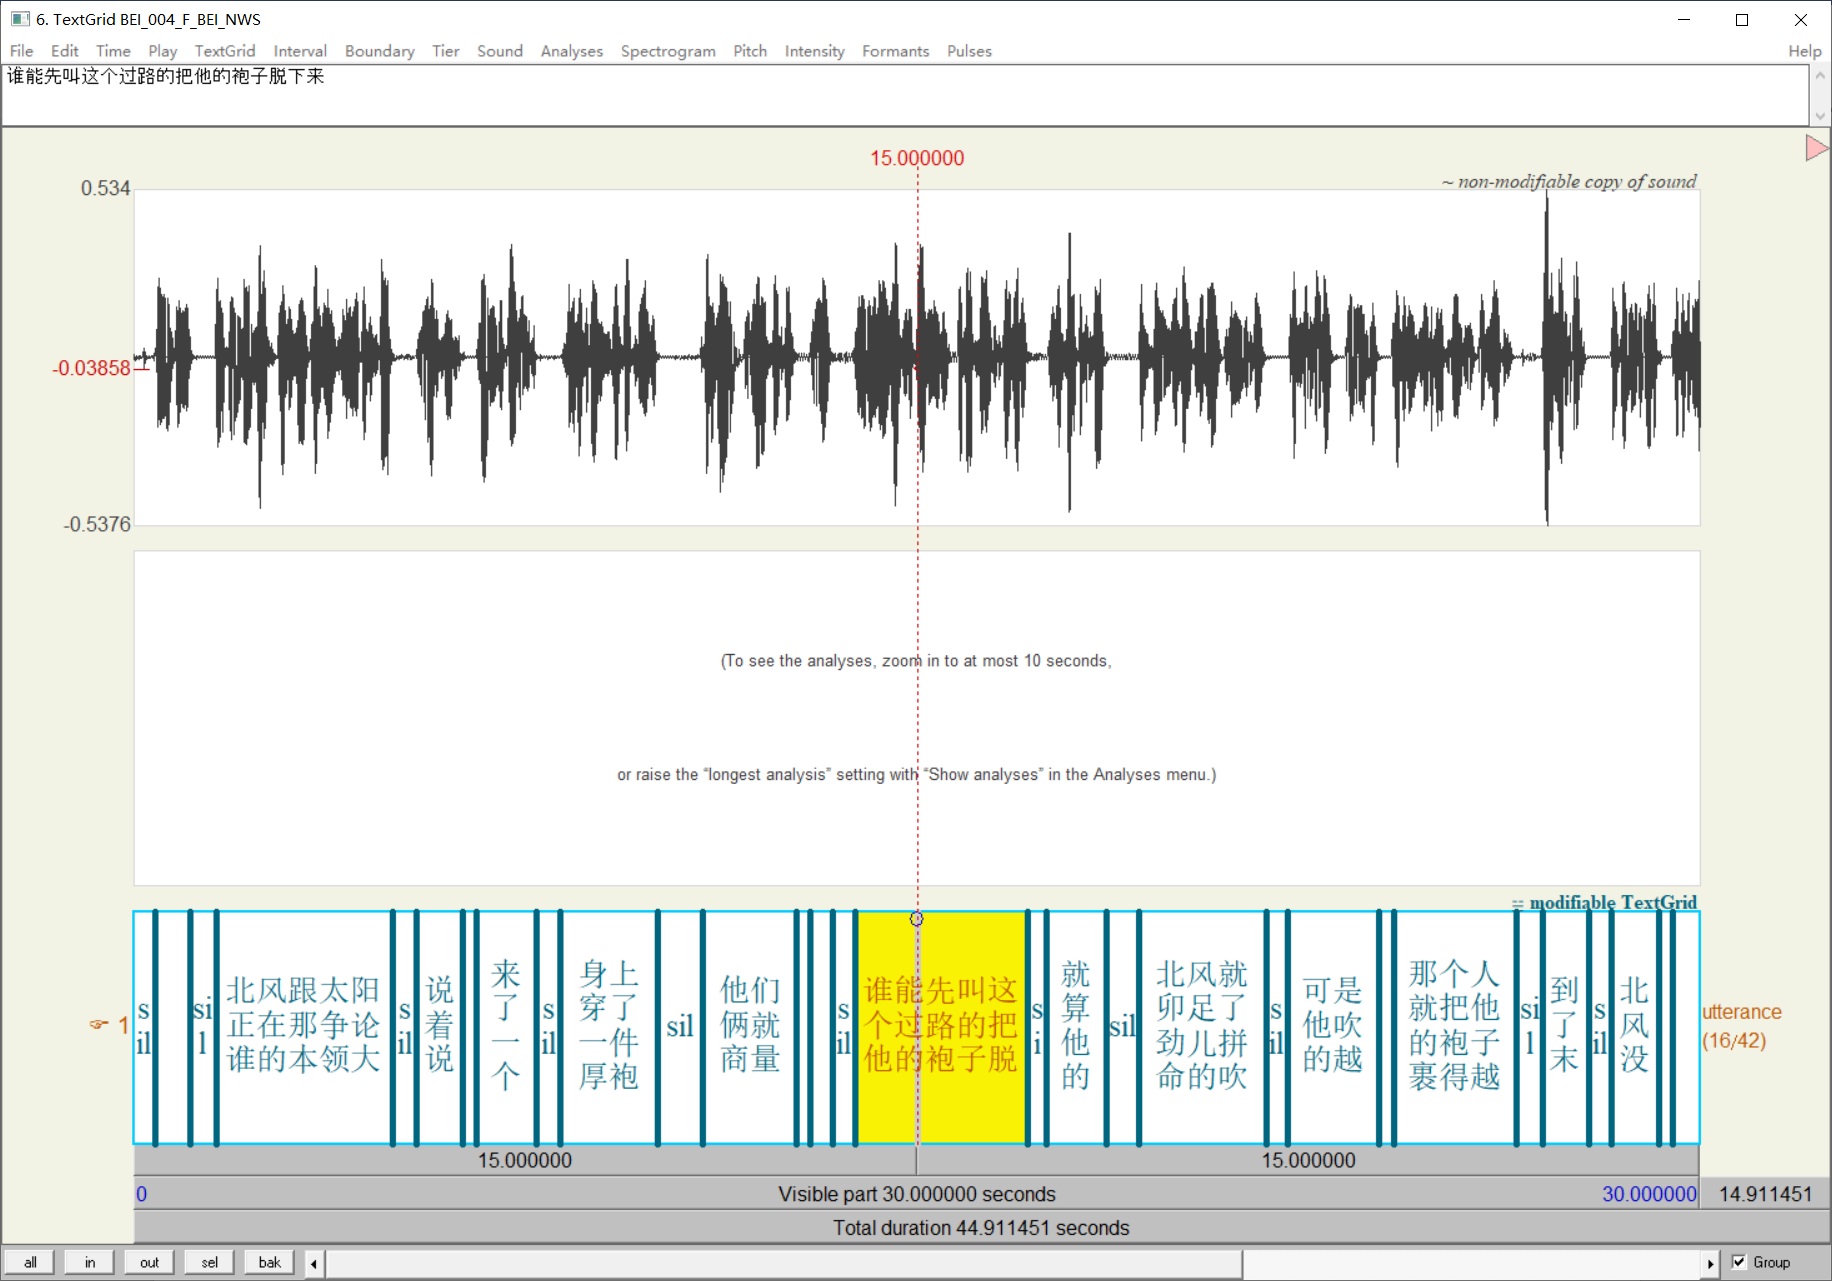 6. TextGrid BEI_004_F_BEI_NWS
File Edit Time Play TextGrid Interval Boundary Tier Sound Analyses Spectrogram Pitch Intensity Formants Pulses Help
谁能先叫这个过路的把他的袍子脱下来
15.000000
0.534
~ non-modifiable copy of sound
-0.03858
-0.5376
(To see the analyses, zoom in to at most 10 seconds,
or raise the “longest analysis” setting with “Show analyses” in the Analyses menu.)
modifiable TextGrid
☞ 1
sil
sil
北风跟太阳
正在那争论
谁的本领大
sil
说
着
说
来
了
一
个
sil
身上
穿了
一件
厚袍
sil
他们
俩就
商量
sil
谁能先叫这
个过路的把
他的袍子脱
si
就
算
他
的
sil
北风就
卯足了
劲儿拼
命的吹
sil
可是
他吹
的越
那个人
就把他
的袍子
裹得越
sil
到
了
末
sil
北
风
没
utterance
(16/42)
15.000000 15.000000
0 Visible part 30.000000 seconds 30.000000 14.911451
Total duration 44.911451 seconds
all in out sel bak Group